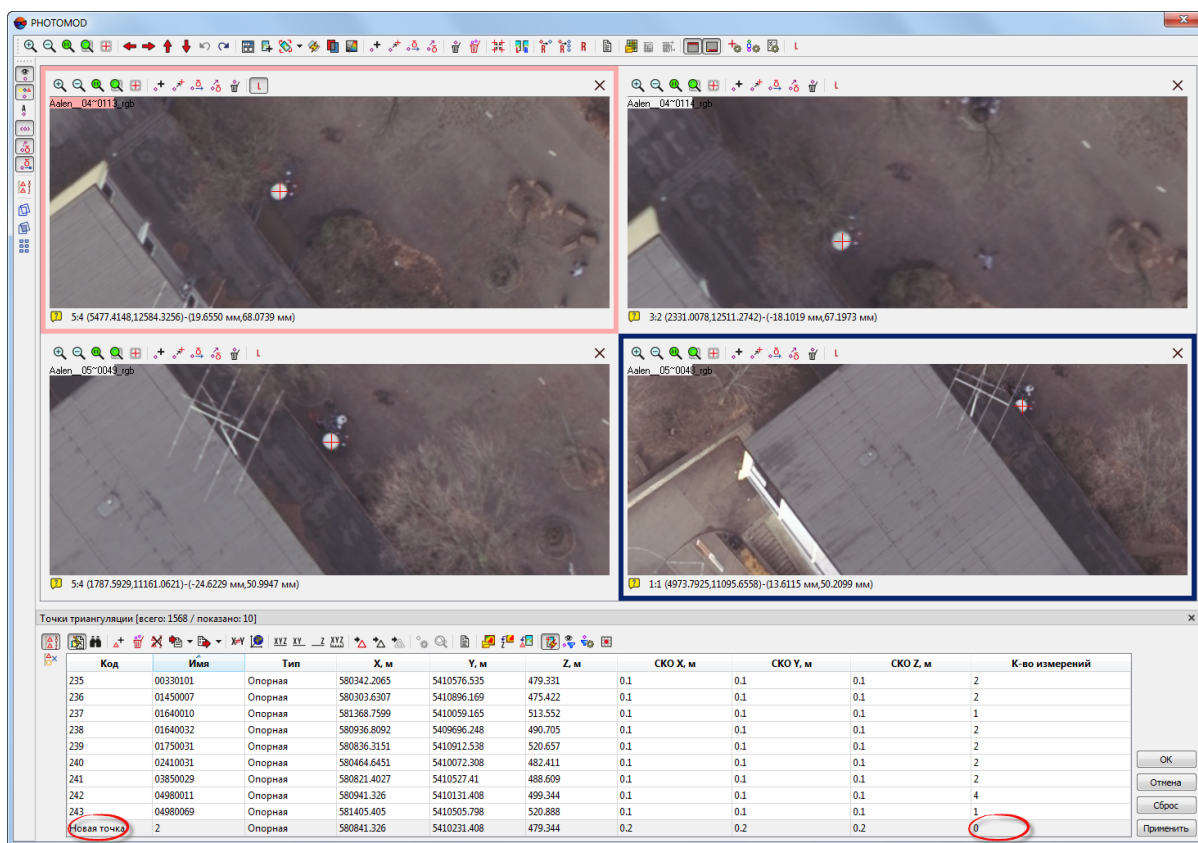 PHOTOMOD
Aalen__04~0113_rgb
5:4 (5477.4148,12584.3256)-(19.6550 мм,68.0739 мм)
Aalen__04~0114_rgb
3:2 (2331.0078,12511.2742)-(-18.1019 мм,67.1973 мм)
Aalen__05~0049_rgb
5:4 (1787.5929,11161.0621)-(-24.6229 мм,50.9947 мм)
Aalen__05~0048_rgb
1:1 (4973.7925,11095.6558)-(13.6115 мм,50.2099 мм)
Точки триангуляции [всего: 1568 / показано: 10]
Код Имя Тип X, м Y, м Z, м СКО X, м СКО Y, м СКО Z, м К-во измерений
235 00330101 Опорная 580342.2065 5410576.535 479.331 0.1 0.1 0.1 2
236 01450007 Опорная 580303.6307 5410896.169 475.422 0.1 0.1 0.1 2
237 01640010 Опорная 581368.7599 5410059.165 513.552 0.1 0.1 0.1 1
238 01640032 Опорная 580936.8092 5409696.248 490.705 0.1 0.1 0.1 2
239 01750031 Опорная 580836.3151 5410912.538 520.657 0.1 0.1 0.1 2
240 02410031 Опорная 580464.6451 5410072.308 482.411 0.1 0.1 0.1 2
241 03850029 Опорная 580821.4027 5410527.41 488.609 0.1 0.1 0.1 2
242 04980011 Опорная 580941.326 5410131.408 499.344 0.1 0.1 0.1 4
243 04980069 Опорная 581405.405 5410505.798 520.888 0.1 0.1 0.1 1
Новая точка 2 Опорная 580841.326 5410231.408 479.344 0.2 0.2 0.2 0
OK
Отмена
Сброс
Применить